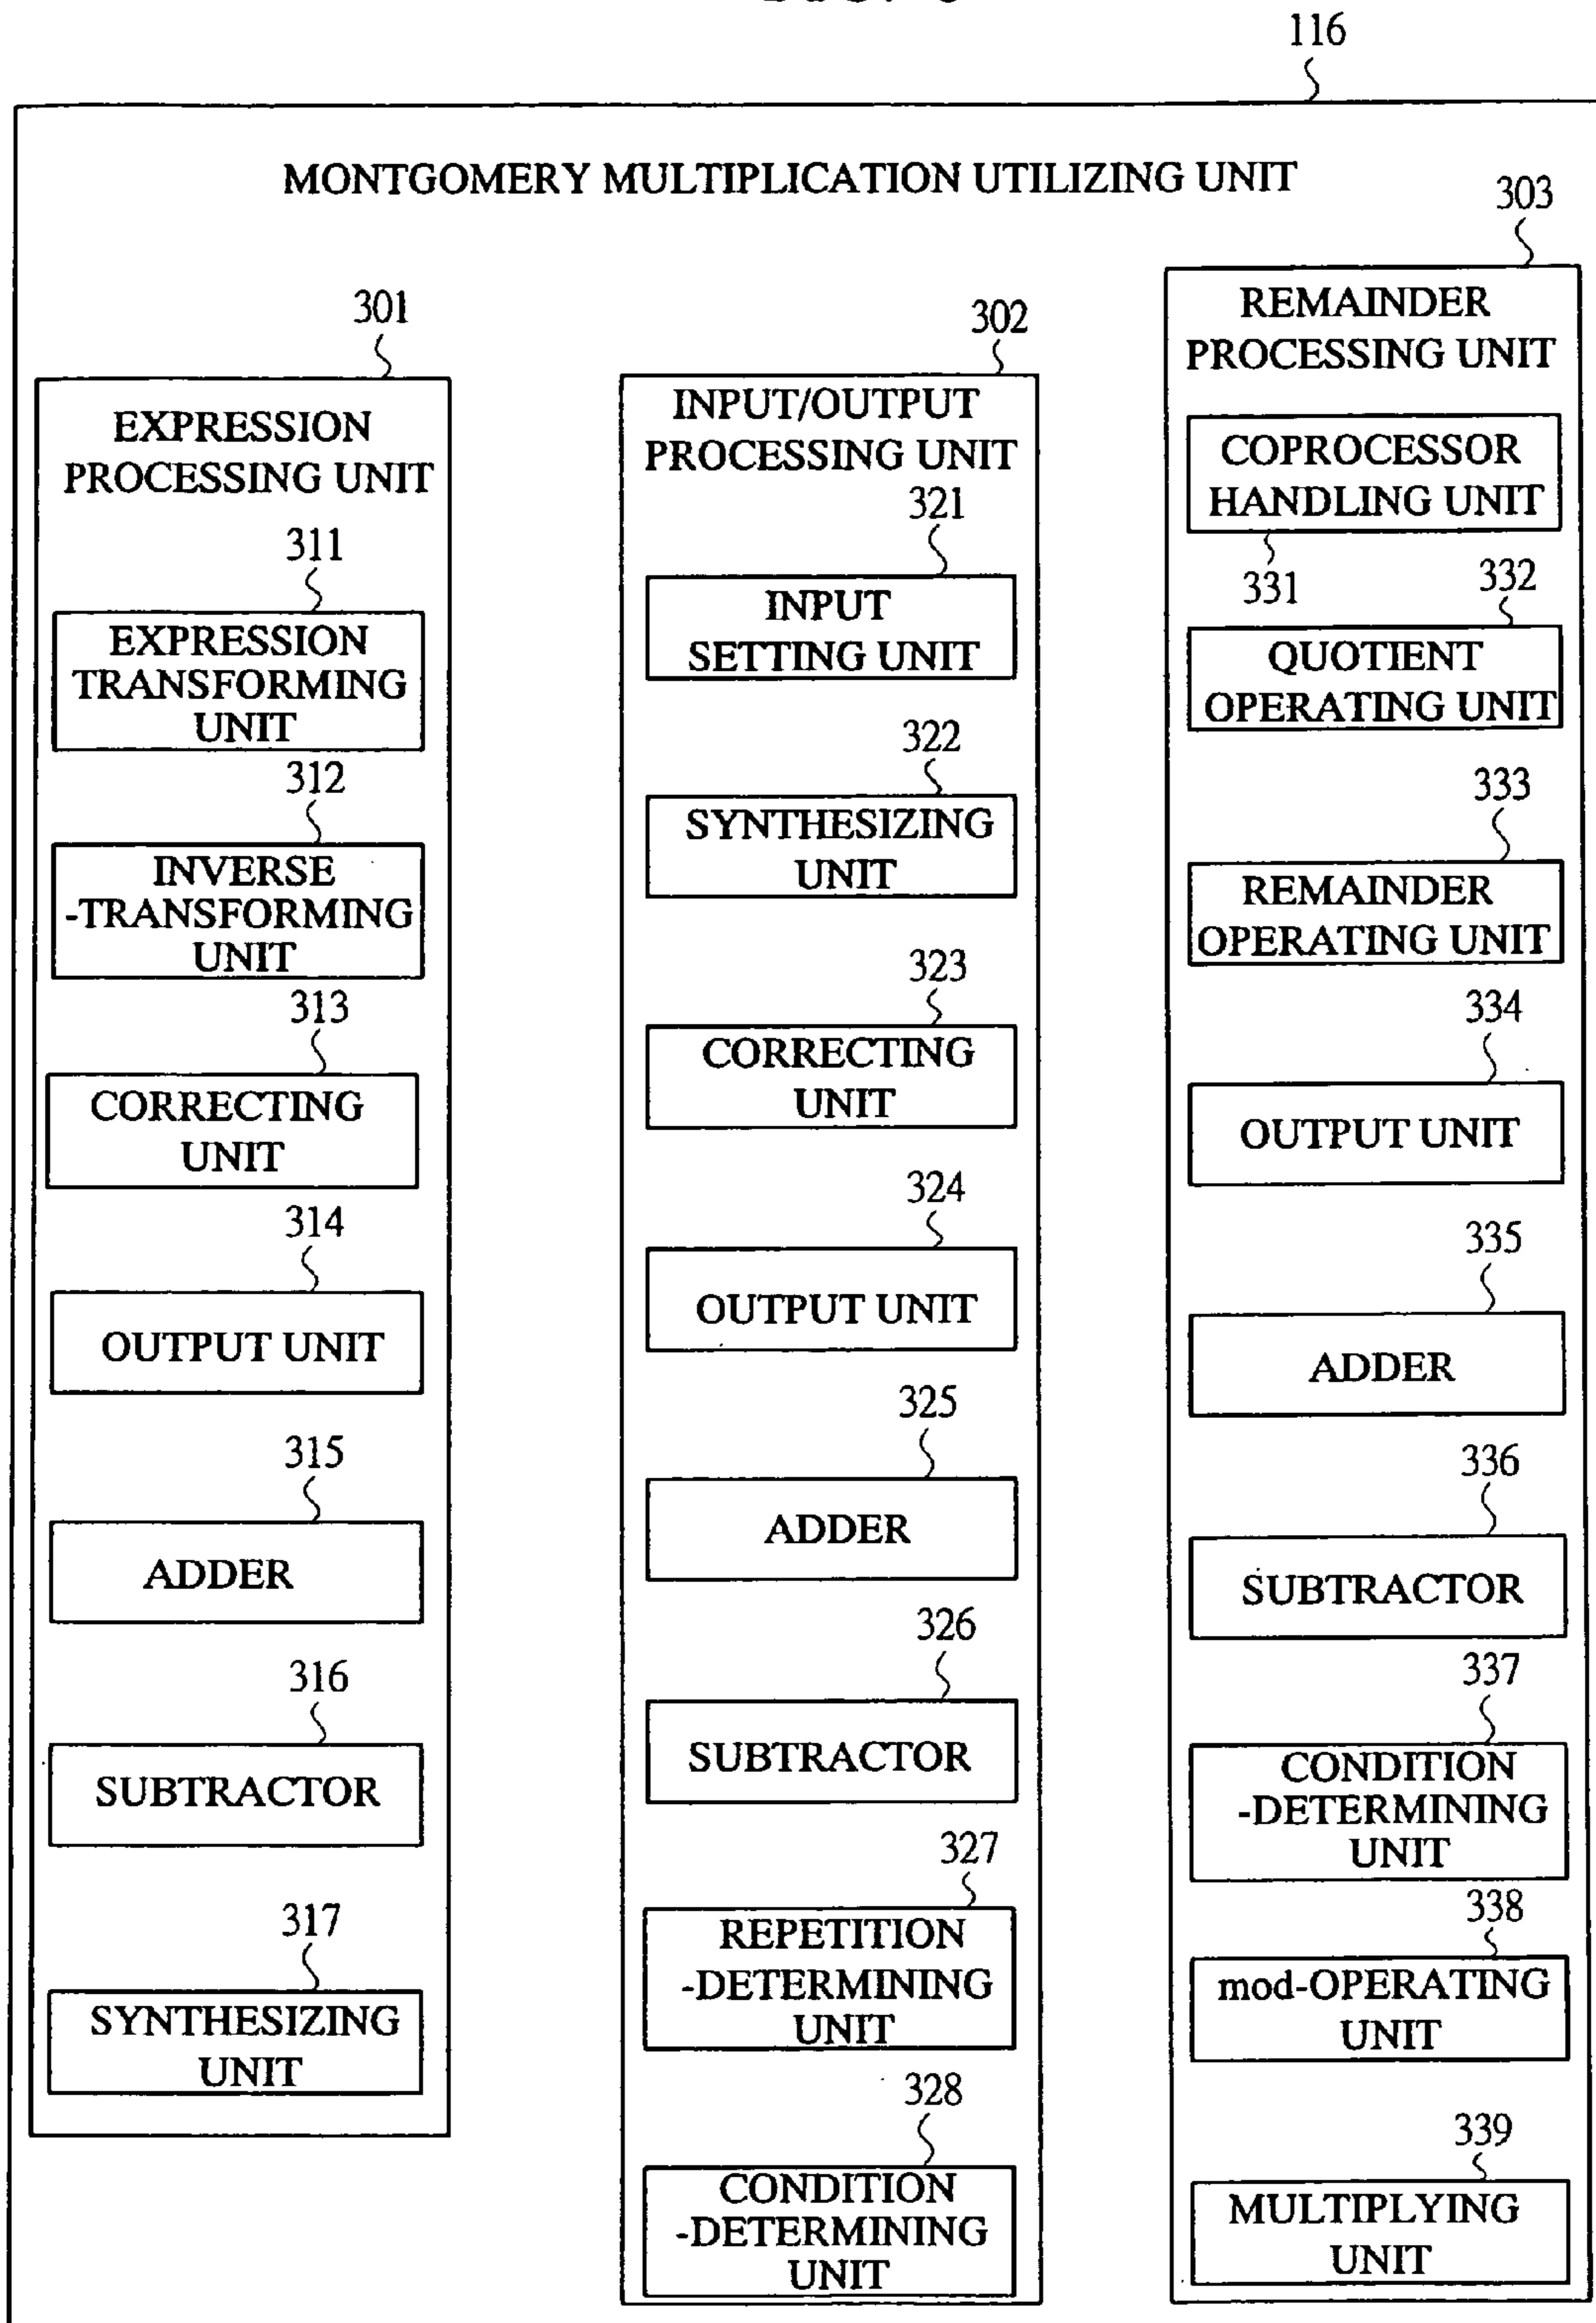 116
MONTGOMERY MULTIPLICATION UTILIZING UNIT
301
EXPRESSION
PROCESSING UNIT
311
EXPRESSION
TRANSFORMING
UNIT
312
INVERSE
-TRANSFORMING
UNIT
313
CORRECTING
UNIT
314
OUTPUT UNIT
315
ADDER
316
SUBTRACTOR
317
SYNTHESIZING
UNIT
302
INPUT/OUTPUT
PROCESSING UNIT
321
INPUT
SETTING UNIT
322
SYNTHESIZING
UNIT
323
CORRECTING
UNIT
324
OUTPUT UNIT
325
ADDER
326
SUBTRACTOR
327
REPETITION
-DETERMINING
UNIT
328
CONDITION
-DETERMINING
UNIT
303
REMAINDER
PROCESSING UNIT
COPROCESSOR
HANDLING UNIT
331
332
QUOTIENT
OPERATING UNIT
333
REMAINDER
OPERATING UNIT
334
OUTPUT UNIT
335
ADDER
336
SUBTRACTOR
337
CONDITION
-DETERMINING
UNIT
338
mod-OPERATING
UNIT
339
MULTIPLYING
UNIT